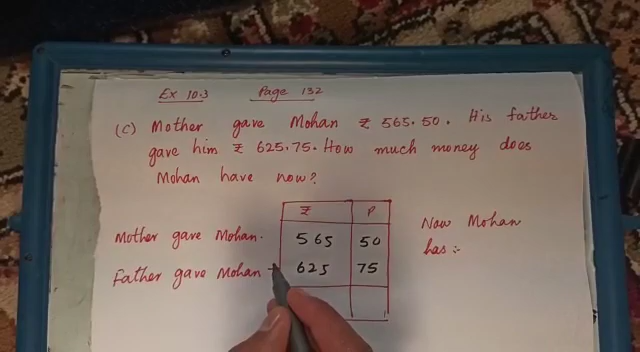 Ex 10.3 Page 132
(c) Mother gave Mohan ₹ 565.50. His father
gave him ₹ 625.75. How much money does
Mohan have now?
₹ P
Mother gave Mohan. 565 50
Father gave Mohan + 625 75
Now Mohan
has :-